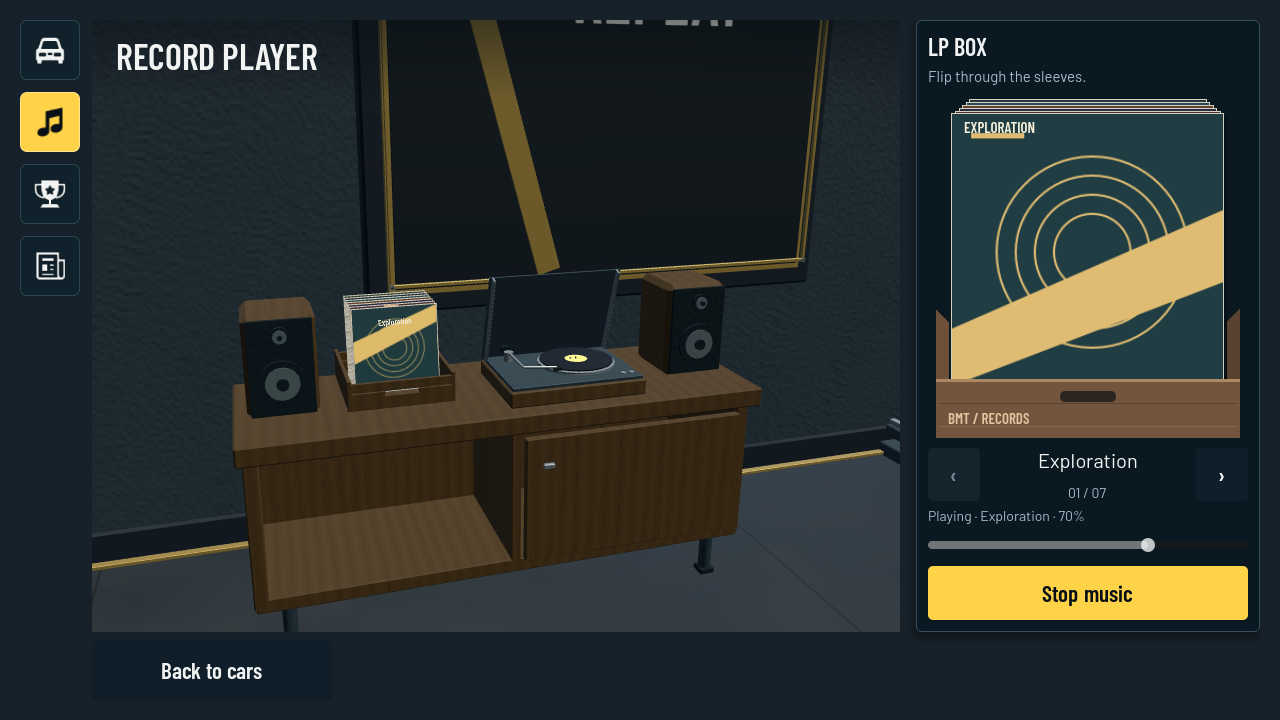 RECORD PLAYER
Exploration
Back to cars
LP BOX
Flip through the sleeves.
EXPLORATION
BMT / RECORDS
‹
Exploration
›
01 / 07
Playing · Exploration · 70%
Stop music